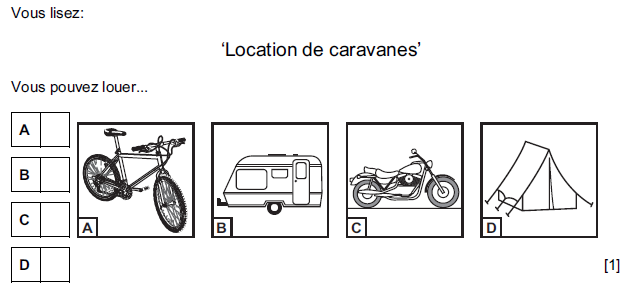 Vous lisez:
‘Location de caravanes’
Vous pouvez louer...
A
B
C
D
A
B
C
D
[1]